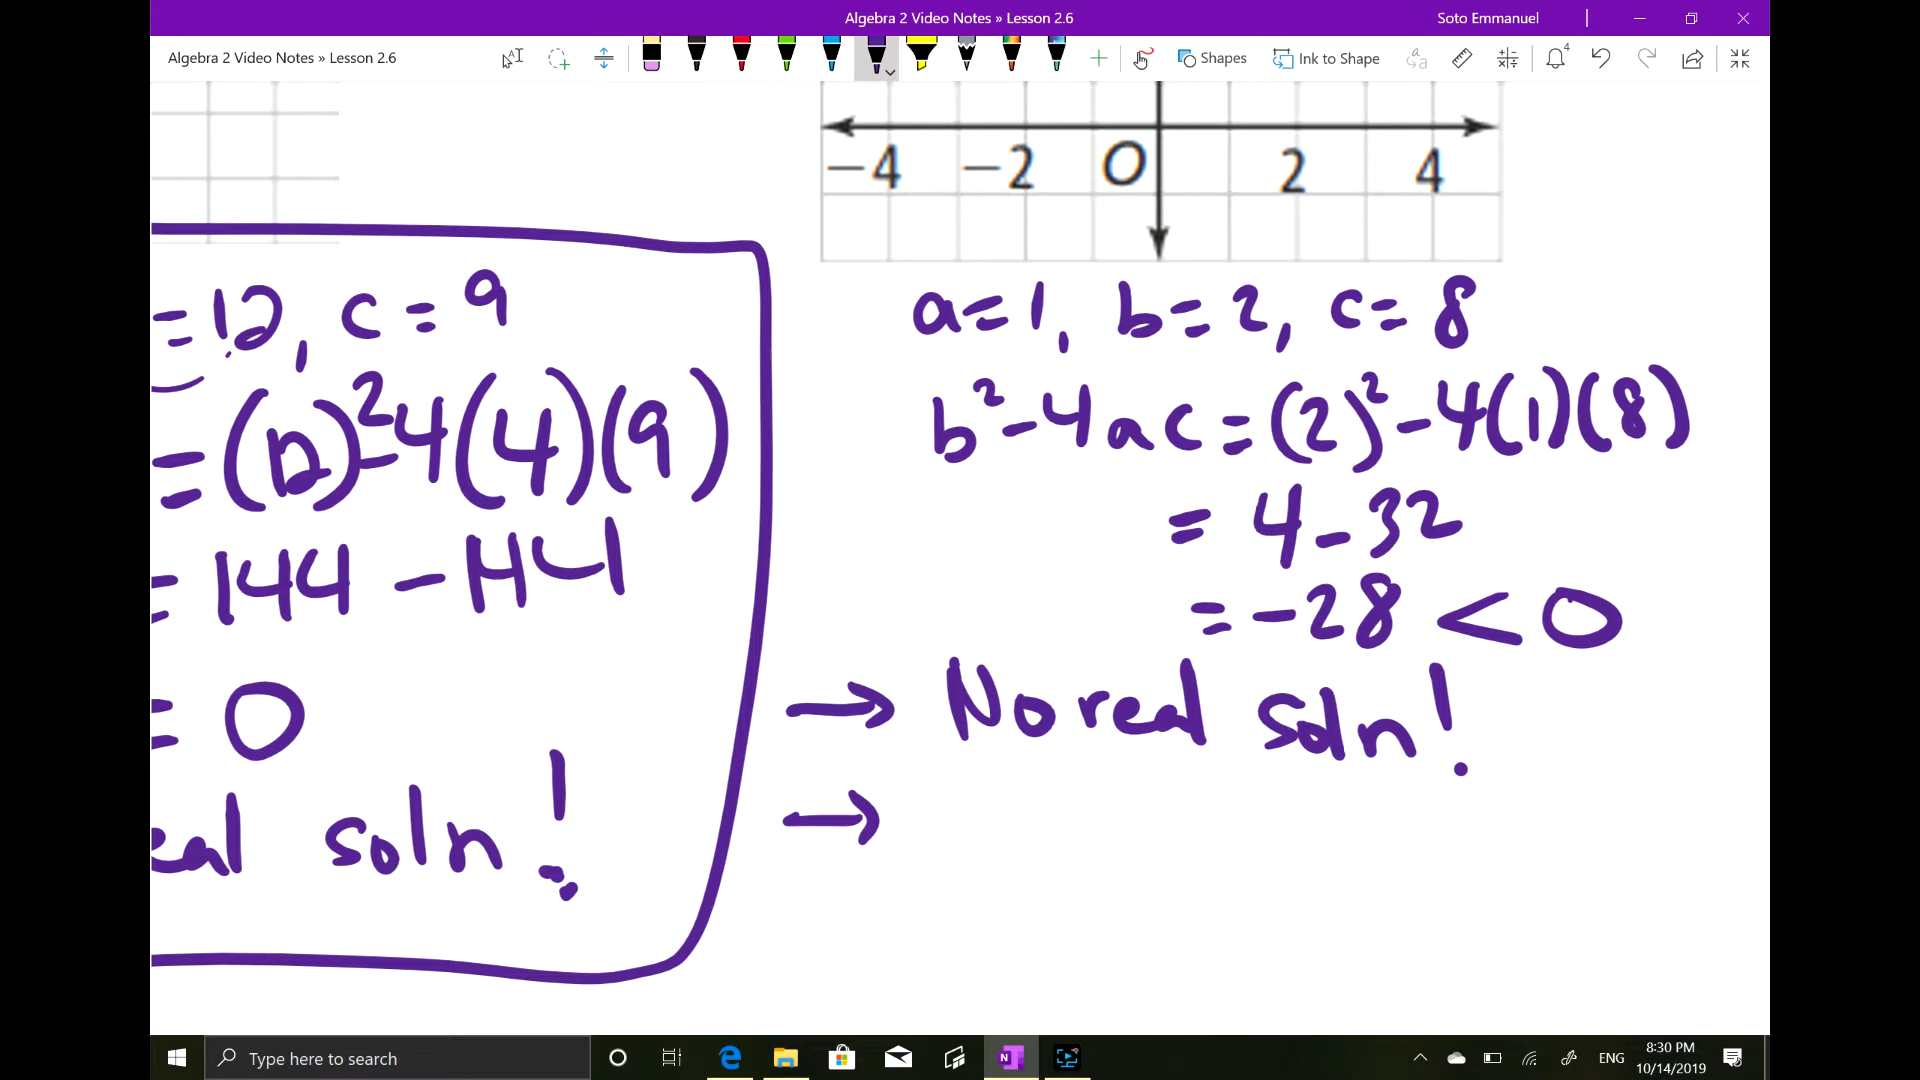 Algebra 2 Video Notes » Lesson 2.6
Soto Emmanuel
Algebra 2 Video Notes » Lesson 2.6
Shapes
Ink to Shape
4
-4 -2 O 2 4
= 12, c = 9
= (12)² - 4(4)(9)
= 144 - 144
= 0
eal soln!
a = 1, b = 2, c = 8
b² - 4ac = (2)² - 4(1)(8)
= 4 - 32
= -28 < 0
→ No real soln!
→
Type here to search
ENG
8:30 PM
10/14/2019